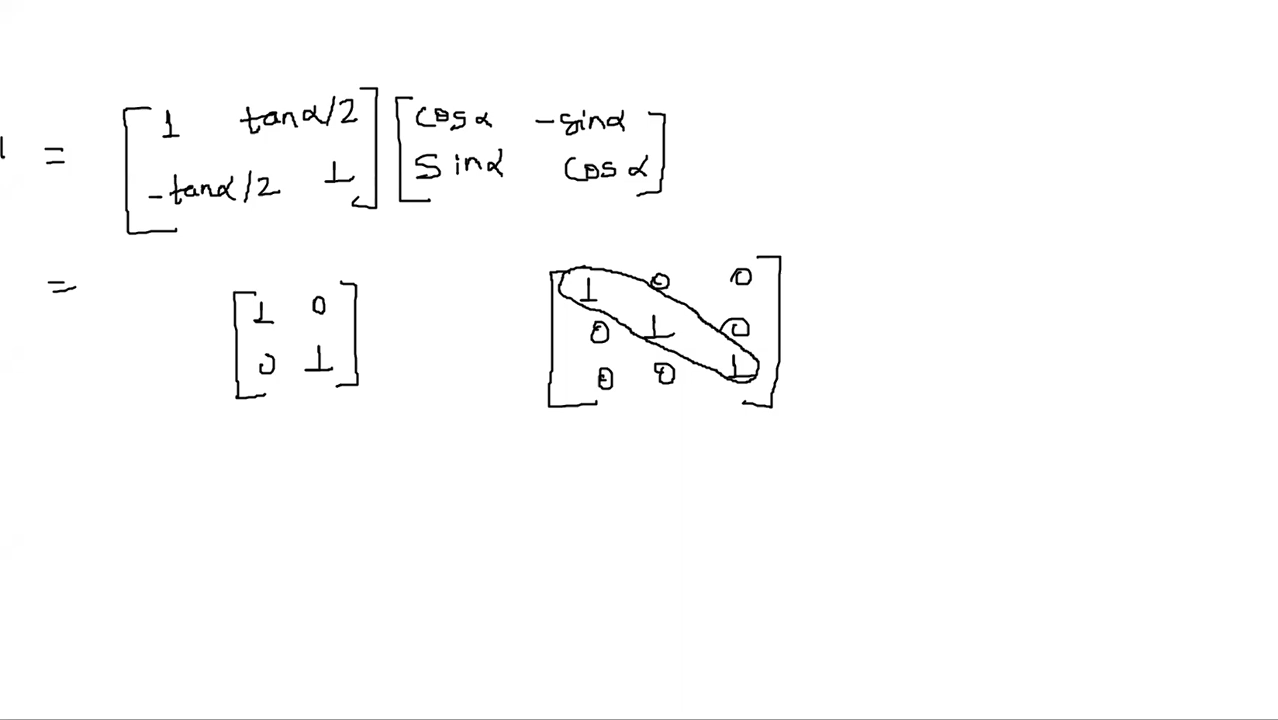 = [ 1 tanα/2 ] [ cosα -sinα ]
[ -tanα/2 1 ] [ sinα cosα ]
= [ 1 0 ] [ 1 0 0 ]
[ 0 1 ] [ 0 1 0 ]
[ 0 0 1 ]